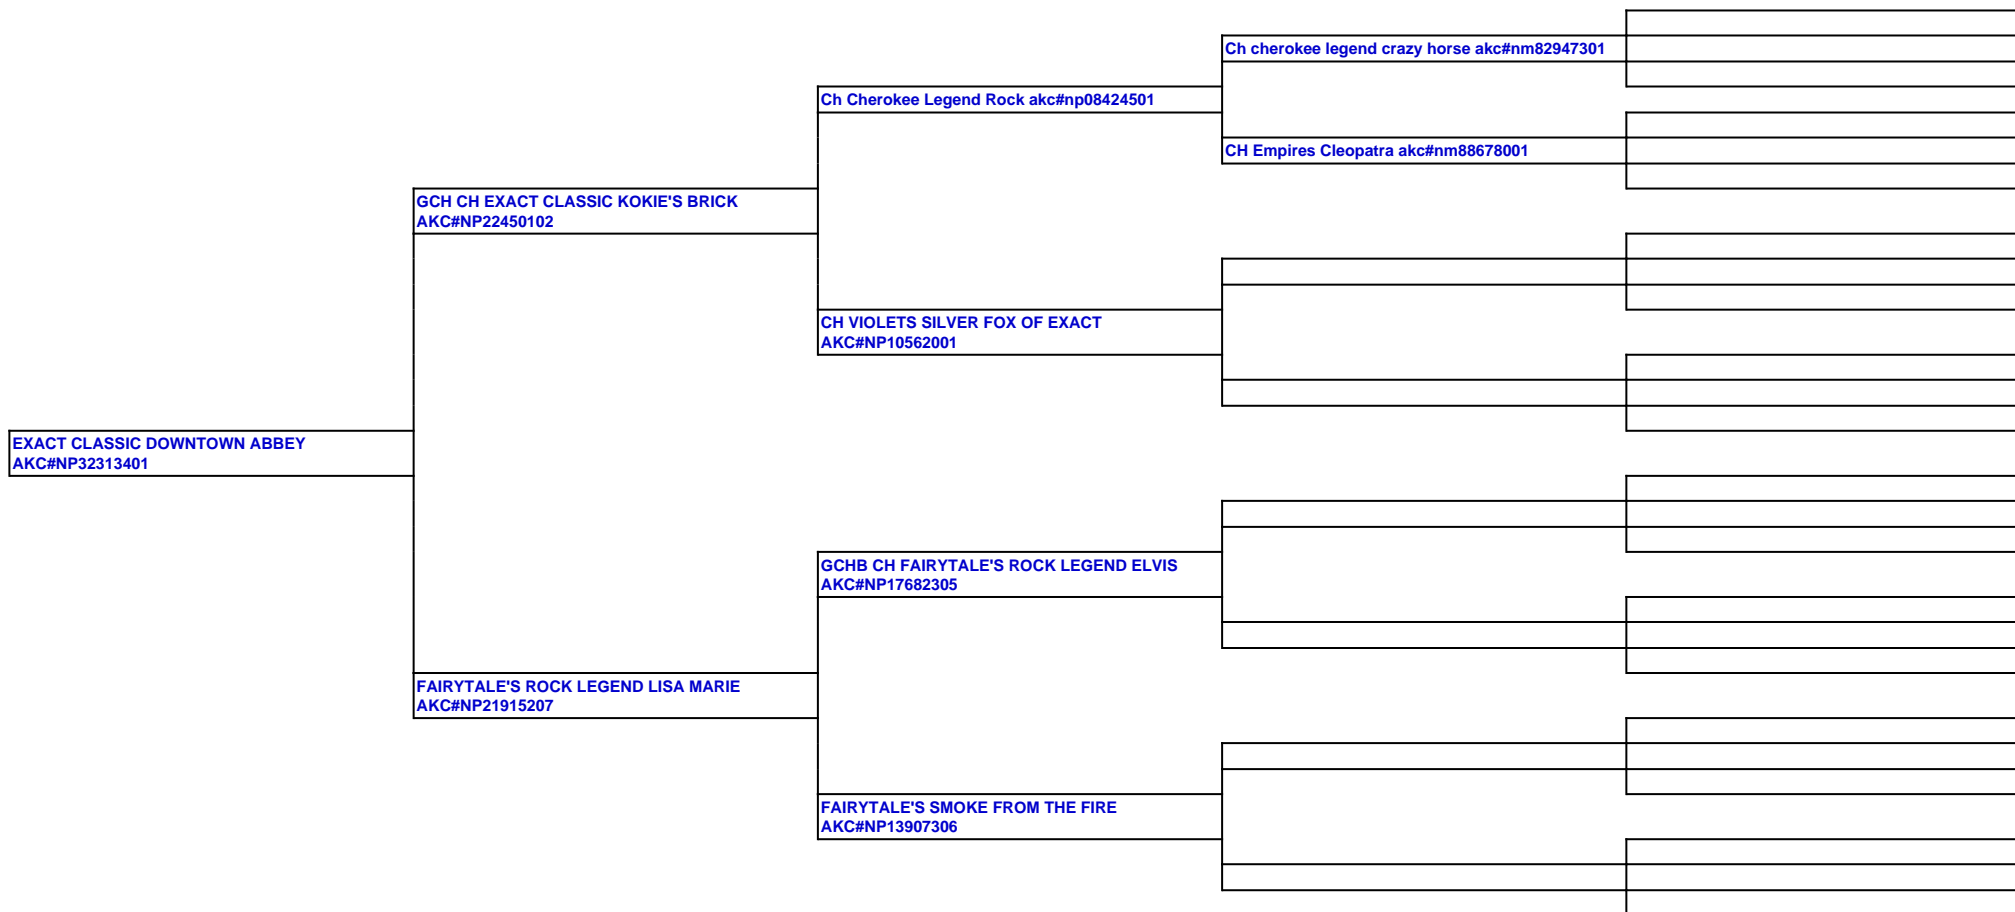 Ch cherokee legend crazy horse akc#nm82947301
Ch Cherokee Legend Rock akc#np08424501
CH Empires Cleopatra akc#nm88678001
GCH CH EXACT CLASSIC KOKIE'S BRICK
AKC#NP22450102
CH VIOLETS SILVER FOX OF EXACT
AKC#NP10562001
EXACT CLASSIC DOWNTOWN ABBEY
AKC#NP32313401
GCHB CH FAIRYTALE'S ROCK LEGEND ELVIS
AKC#NP17682305
FAIRYTALE'S ROCK LEGEND LISA MARIE
AKC#NP21915207
FAIRYTALE'S SMOKE FROM THE FIRE
AKC#NP13907306